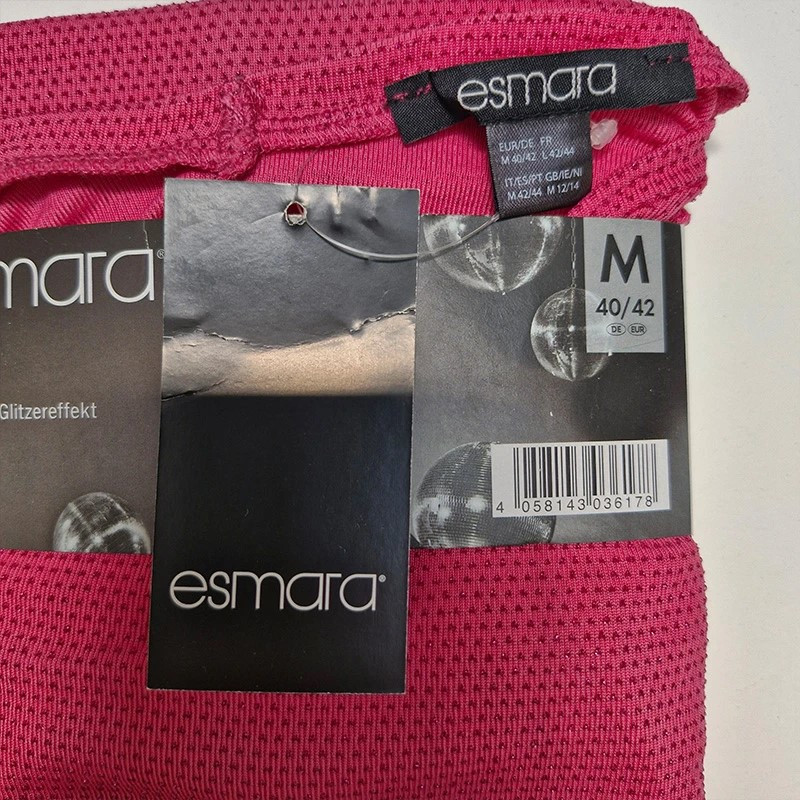 esmara
EUR/DE FR
M 40/42 L 42/44
IT/ES/PT GB/IE/NI
M 42/44 M 12/14
mara®
Glitzereffekt
M
40/42
DE EUR
4 058143 036178
esmara®